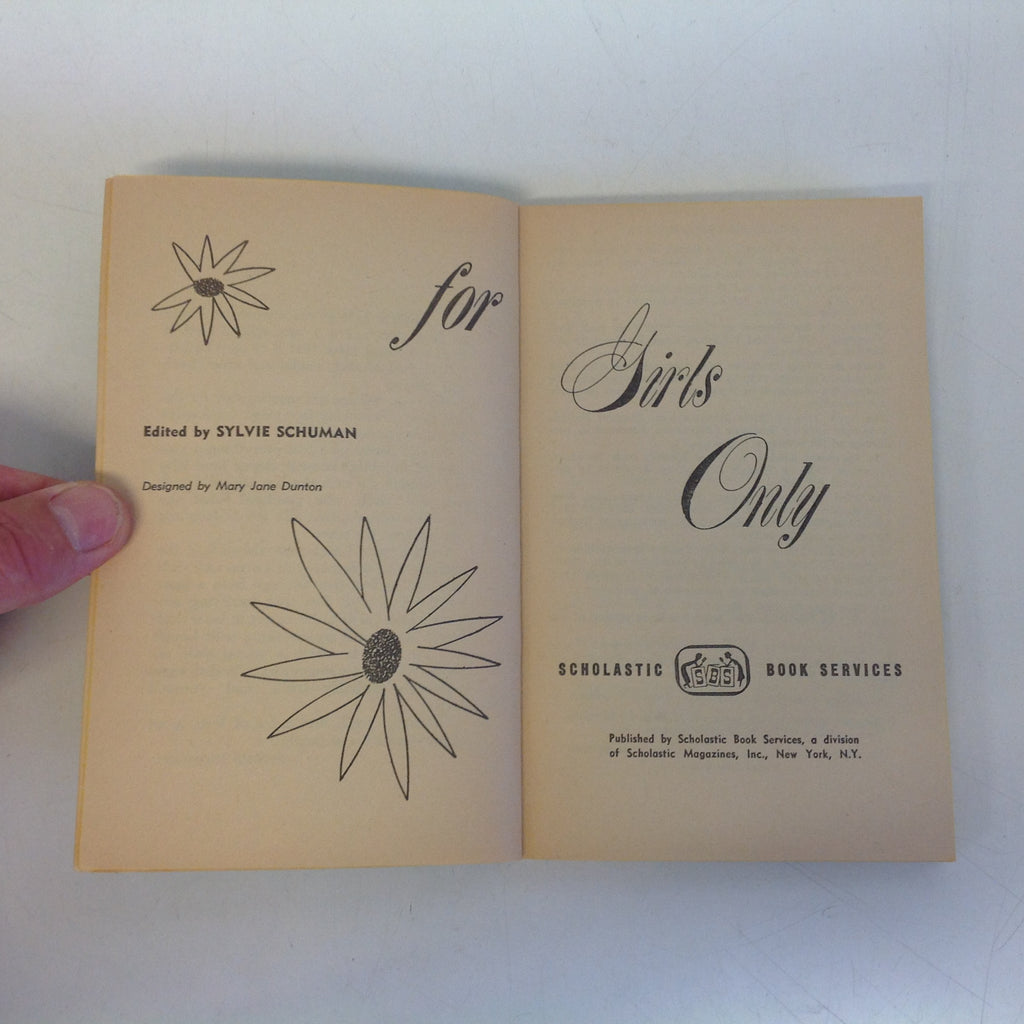 for
Edited by SYLVIE SCHUMAN
Designed by Mary Jane Dunton
Girls
Only
SCHOLASTIC SBS BOOK SERVICES
Published by Scholastic Book Services, a division
of Scholastic Magazines, Inc., New York, N.Y.